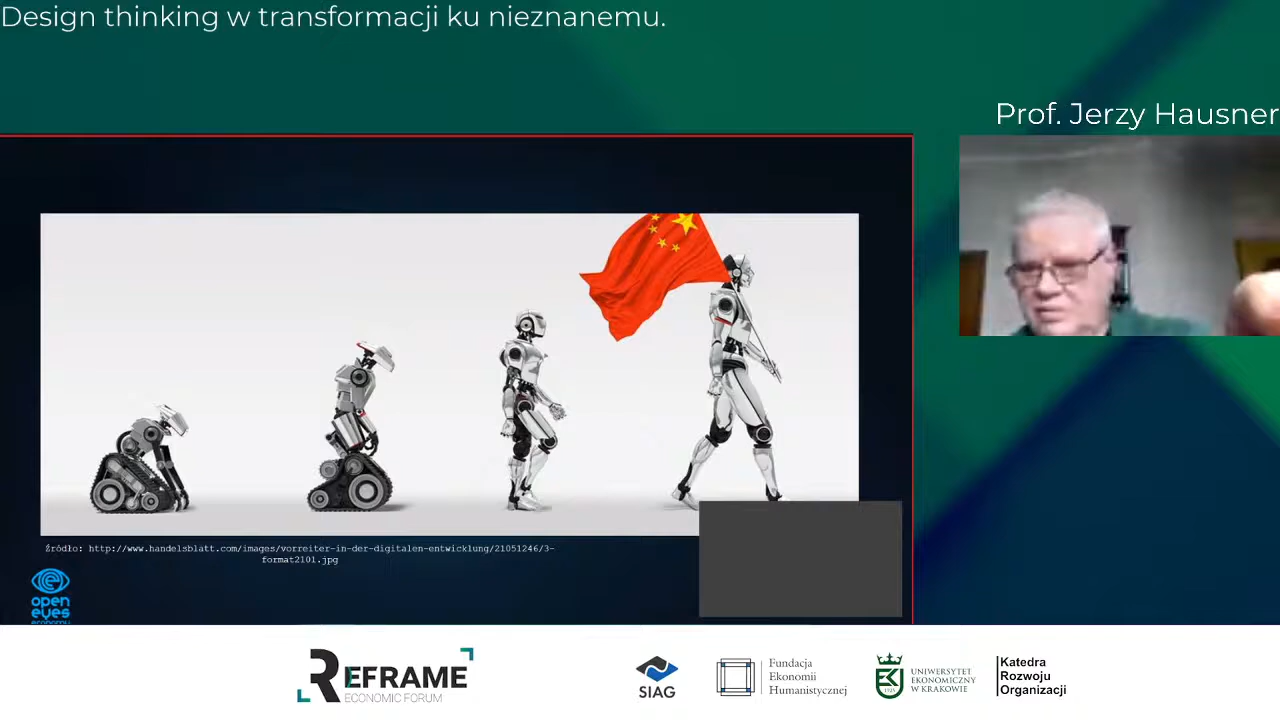 Design thinking w transformacji ku nieznanemu.
Prof. Jerzy Hausner
Źródło: http://www.handelsblatt.com/images/vorreiter-in-der-digitalen-entwicklung/21051246/3-
format2101.jpg
open
eyes
economy
REFRAME
ECONOMIC FORUM
SIAG
Fundacja
Ekonomii
Humanistycznej
1925
UNIWERSYTET
EKONOMICZNY
W KRAKOWIE
Katedra
Rozwoju
Organizacji